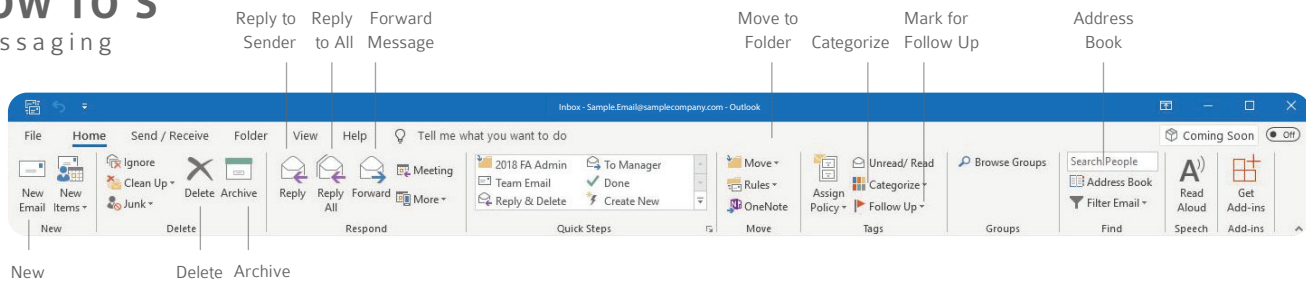 OW TO'S
ssaging
Reply to Sender
Reply to All
Forward Message
Move to Folder
Categorize
Mark for Follow Up
Address Book
Inbox - Sample.Email@samplecompany.com - Outlook
File Home Send / Receive Folder View Help Tell me what you want to do Coming Soon Off
New Email
New Items
New
Ignore
Clean Up
Junk
Delete
Archive
Delete
Reply
Reply All
Forward
Meeting
More
Respond
2018 FA Admin
Team Email
Reply & Delete
To Manager
Done
Create New
Quick Steps
Move
Rules
OneNote
Move
Assign Policy
Unread/ Read
Categorize
Follow Up
Tags
Browse Groups
Groups
Search People
Address Book
Filter Email
Find
Read Aloud
Speech
Get Add-ins
Add-ins
New
Delete
Archive